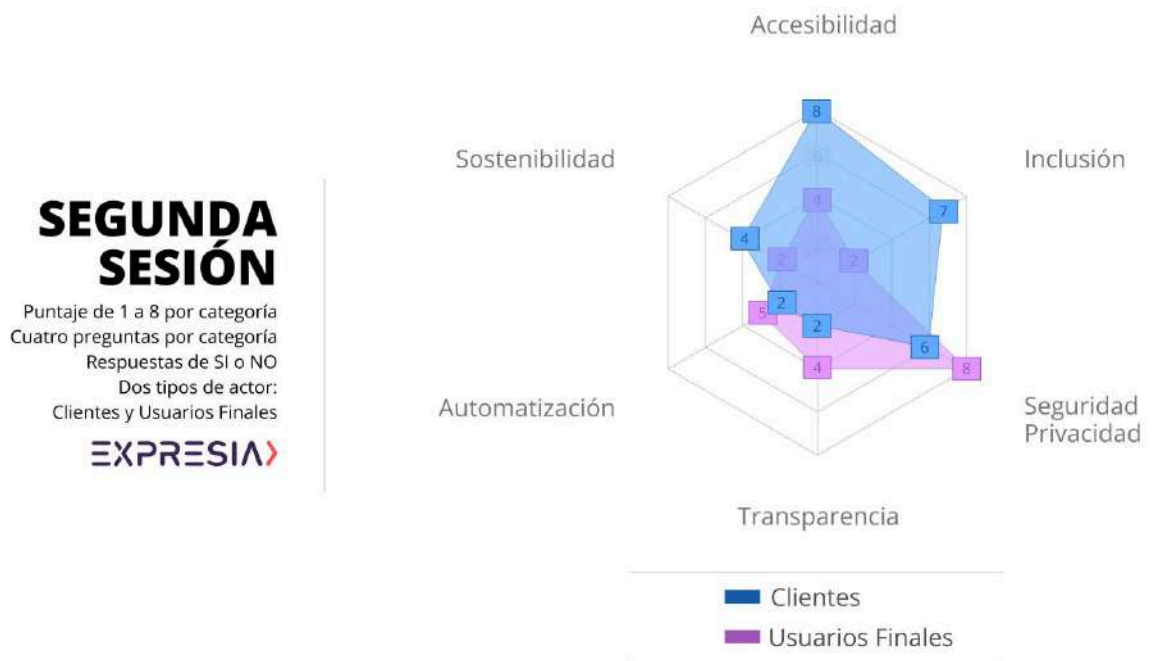 SEGUNDA
SESIÓN
Puntaje de 1 a 8 por categoría
Cuatro preguntas por categoría
Respuestas de SI o NO
Dos tipos de actor:
Clientes y Usuarios Finales
EXPRESIA
Accesibilidad
Sostenibilidad
Inclusión
8
6
4
7
4
2
2
2
5
2
6
4
8
Automatización
Seguridad
Privacidad
Transparencia
Clientes
Usuarios Finales